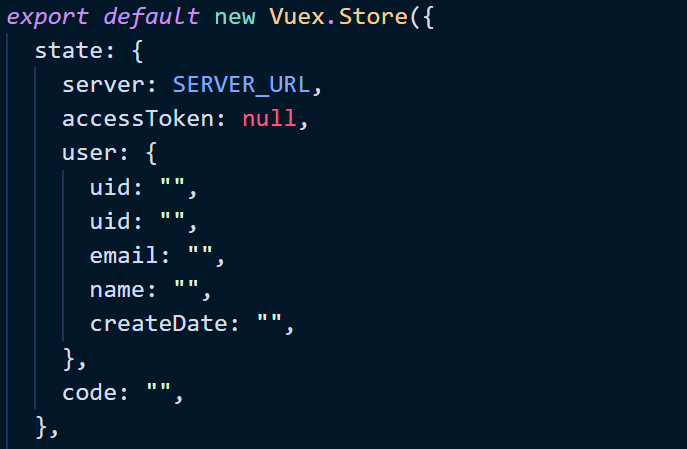 export default new Vuex.Store({
  state: {
    server: SERVER_URL,
    accessToken: null,
    user: {
      uid: "",
      uid: "",
      email: "",
      name: "",
      createDate: "",
    },
    code: "",
  },